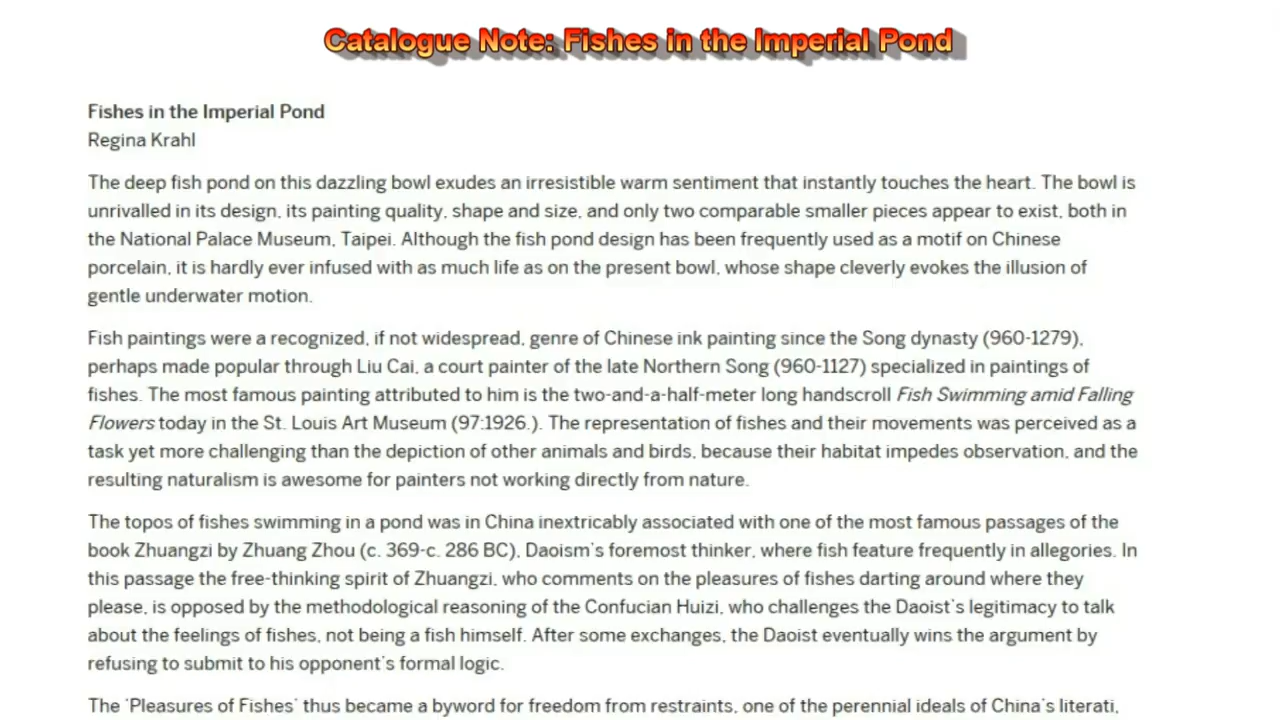 Catalogue Note: Fishes in the Imperial Pond
Fishes in the Imperial Pond
Regina Krahl
The deep fish pond on this dazzling bowl exudes an irresistible warm sentiment that instantly touches the heart. The bowl is
unrivalled in its design, its painting quality, shape and size, and only two comparable smaller pieces appear to exist, both in
the National Palace Museum, Taipei. Although the fish pond design has been frequently used as a motif on Chinese
porcelain, it is hardly ever infused with as much life as on the present bowl, whose shape cleverly evokes the illusion of
gentle underwater motion.
Fish paintings were a recognized, if not widespread, genre of Chinese ink painting since the Song dynasty (960-1279),
perhaps made popular through Liu Cai, a court painter of the late Northern Song (960-1127) specialized in paintings of
fishes. The most famous painting attributed to him is the two-and-a-half-meter long handscroll Fish Swimming amid Falling
Flowers today in the St. Louis Art Museum (97:1926.). The representation of fishes and their movements was perceived as a
task yet more challenging than the depiction of other animals and birds, because their habitat impedes observation, and the
resulting naturalism is awesome for painters not working directly from nature.
The topos of fishes swimming in a pond was in China inextricably associated with one of the most famous passages of the
book Zhuangzi by Zhuang Zhou (c. 369-c. 286 BC), Daoism's foremost thinker, where fish feature frequently in allegories. In
this passage the free-thinking spirit of Zhuangzi, who comments on the pleasures of fishes darting around where they
please, is opposed by the methodological reasoning of the Confucian Huizi, who challenges the Daoist's legitimacy to talk
about the feelings of fishes, not being a fish himself. After some exchanges, the Daoist eventually wins the argument by
refusing to submit to his opponent's formal logic.
The 'Pleasures of Fishes' thus became a byword for freedom from restraints, one of the perennial ideals of China's literati,